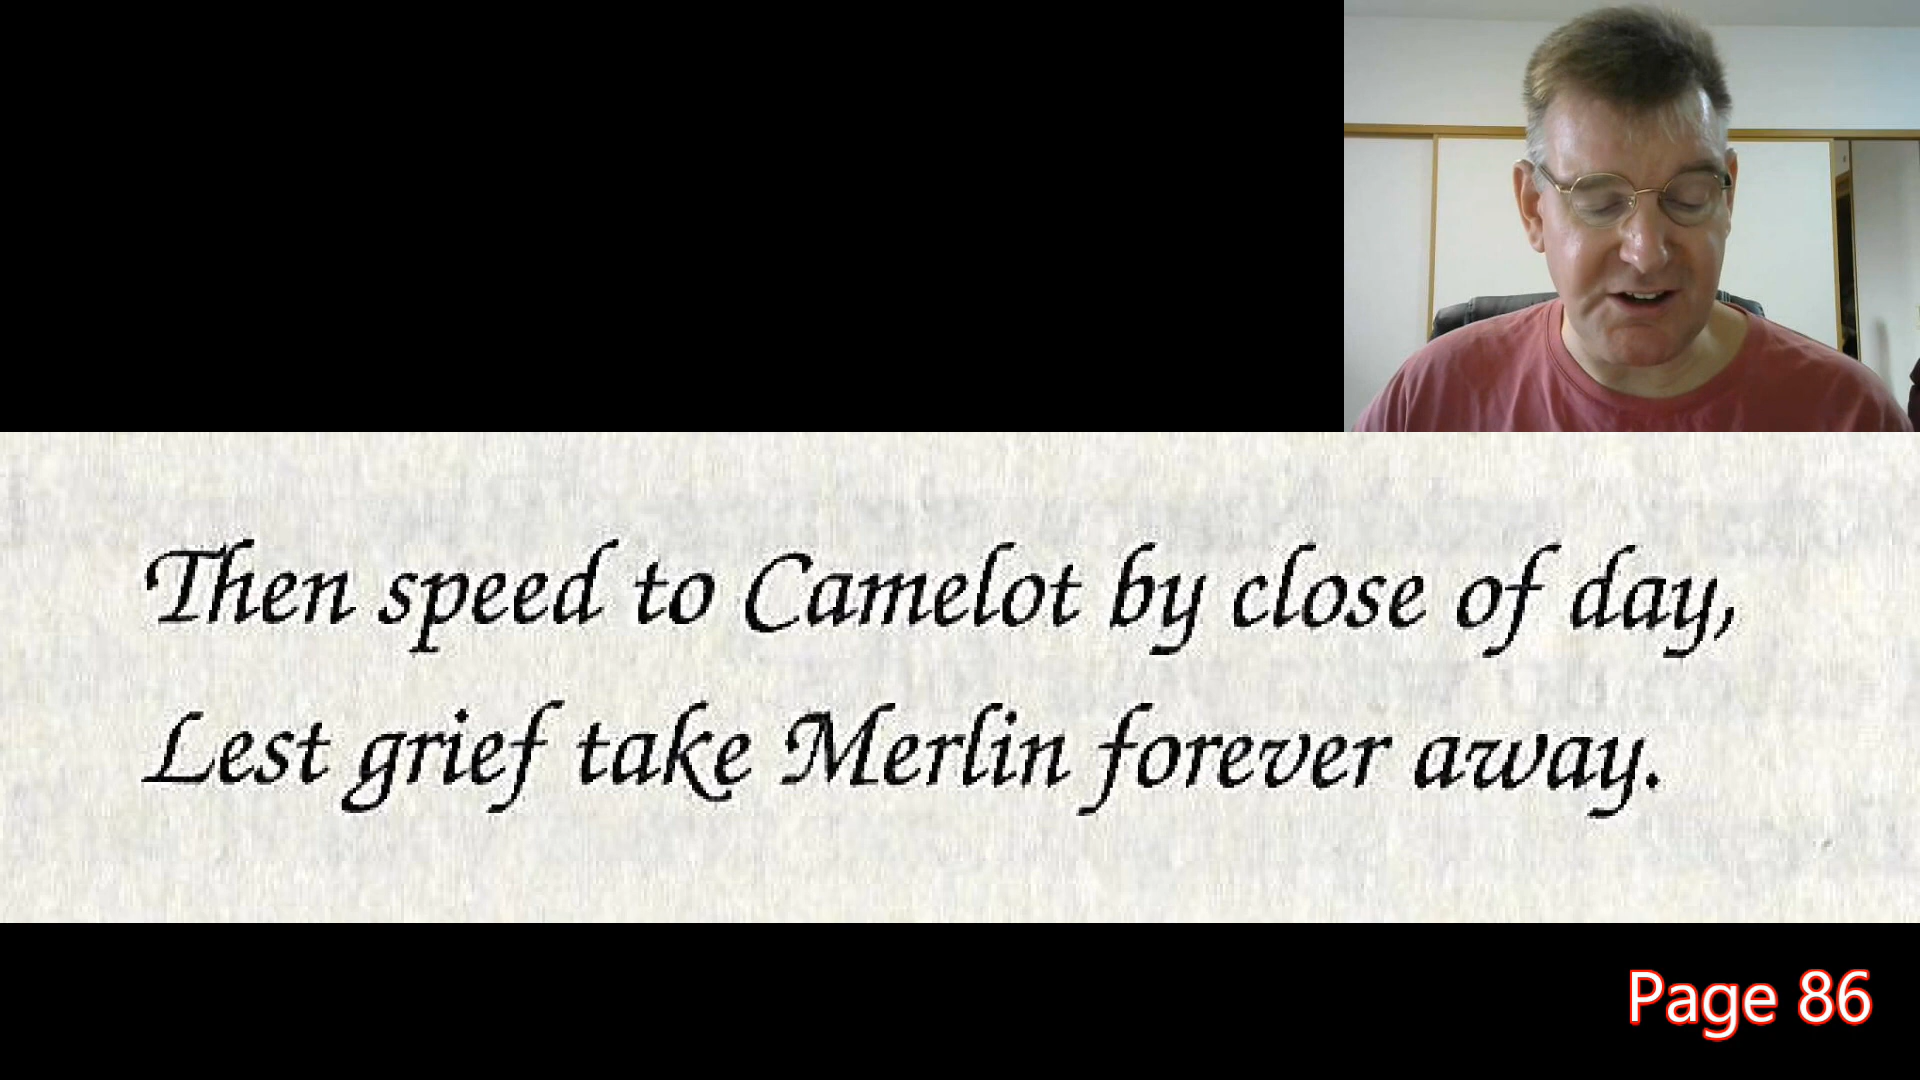 Then speed to Camelot by close of day,
Lest grief take Merlin forever away.
Page 86